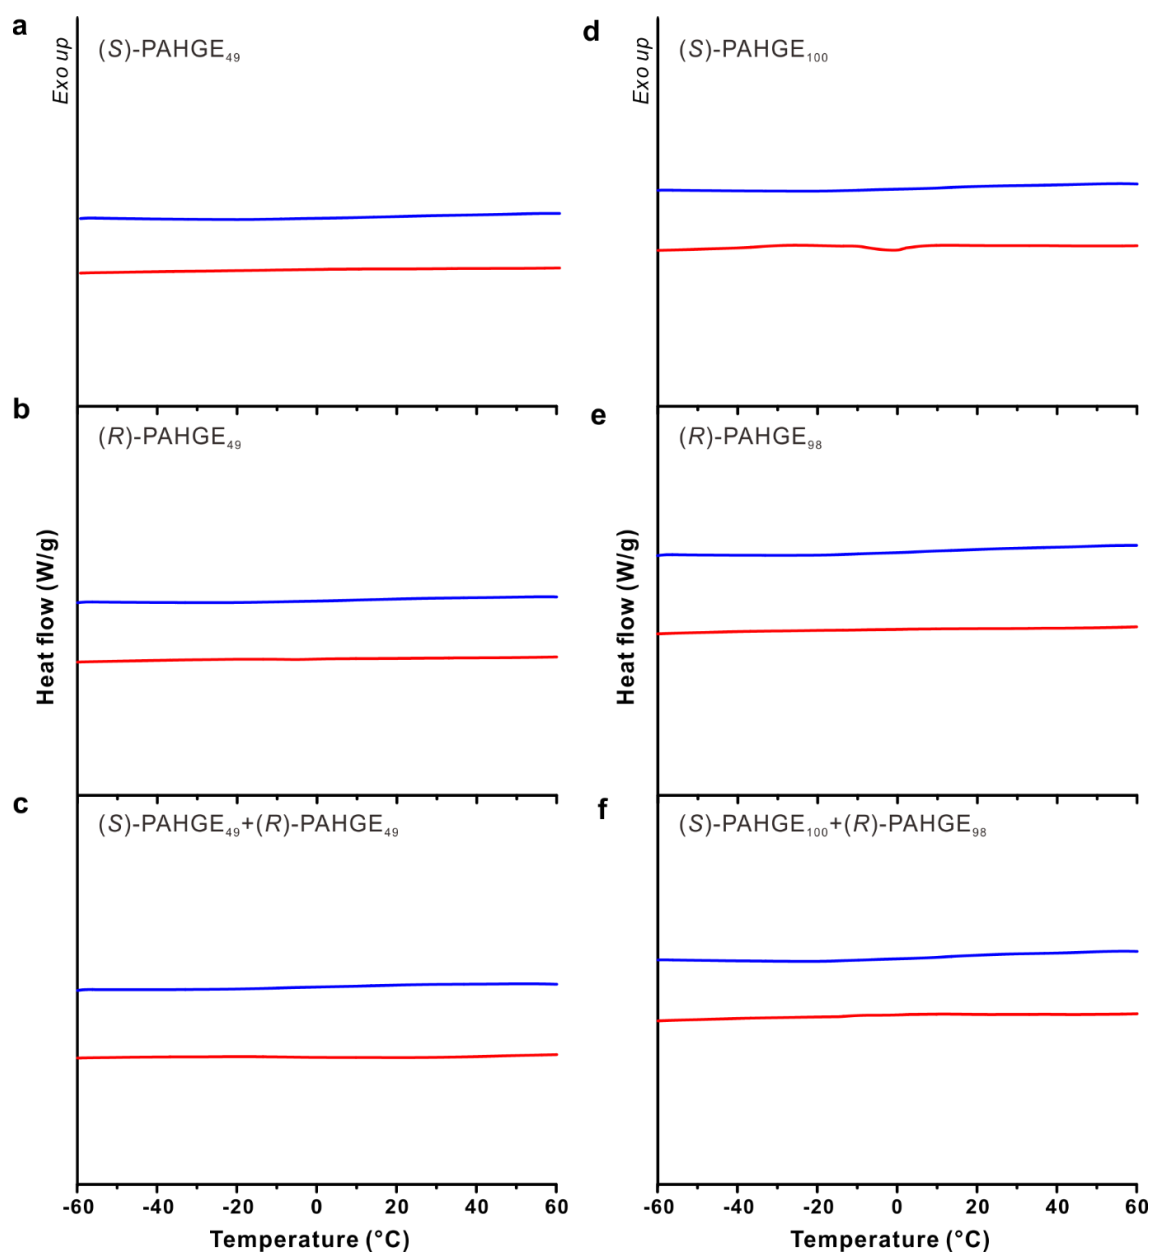 a
Exo up
(S)-PAHGE₄₉
b
(R)-PAHGE₄₉
Heat flow (W/g)
c
(S)-PAHGE₄₉+(R)-PAHGE₄₉
-60 -40 -20 0 20 40 60
Temperature (°C)
d
Exo up
(S)-PAHGE₁₀₀
e
(R)-PAHGE₉₈
Heat flow (W/g)
f
(S)-PAHGE₁₀₀+(R)-PAHGE₉₈
-60 -40 -20 0 20 40 60
Temperature (°C)